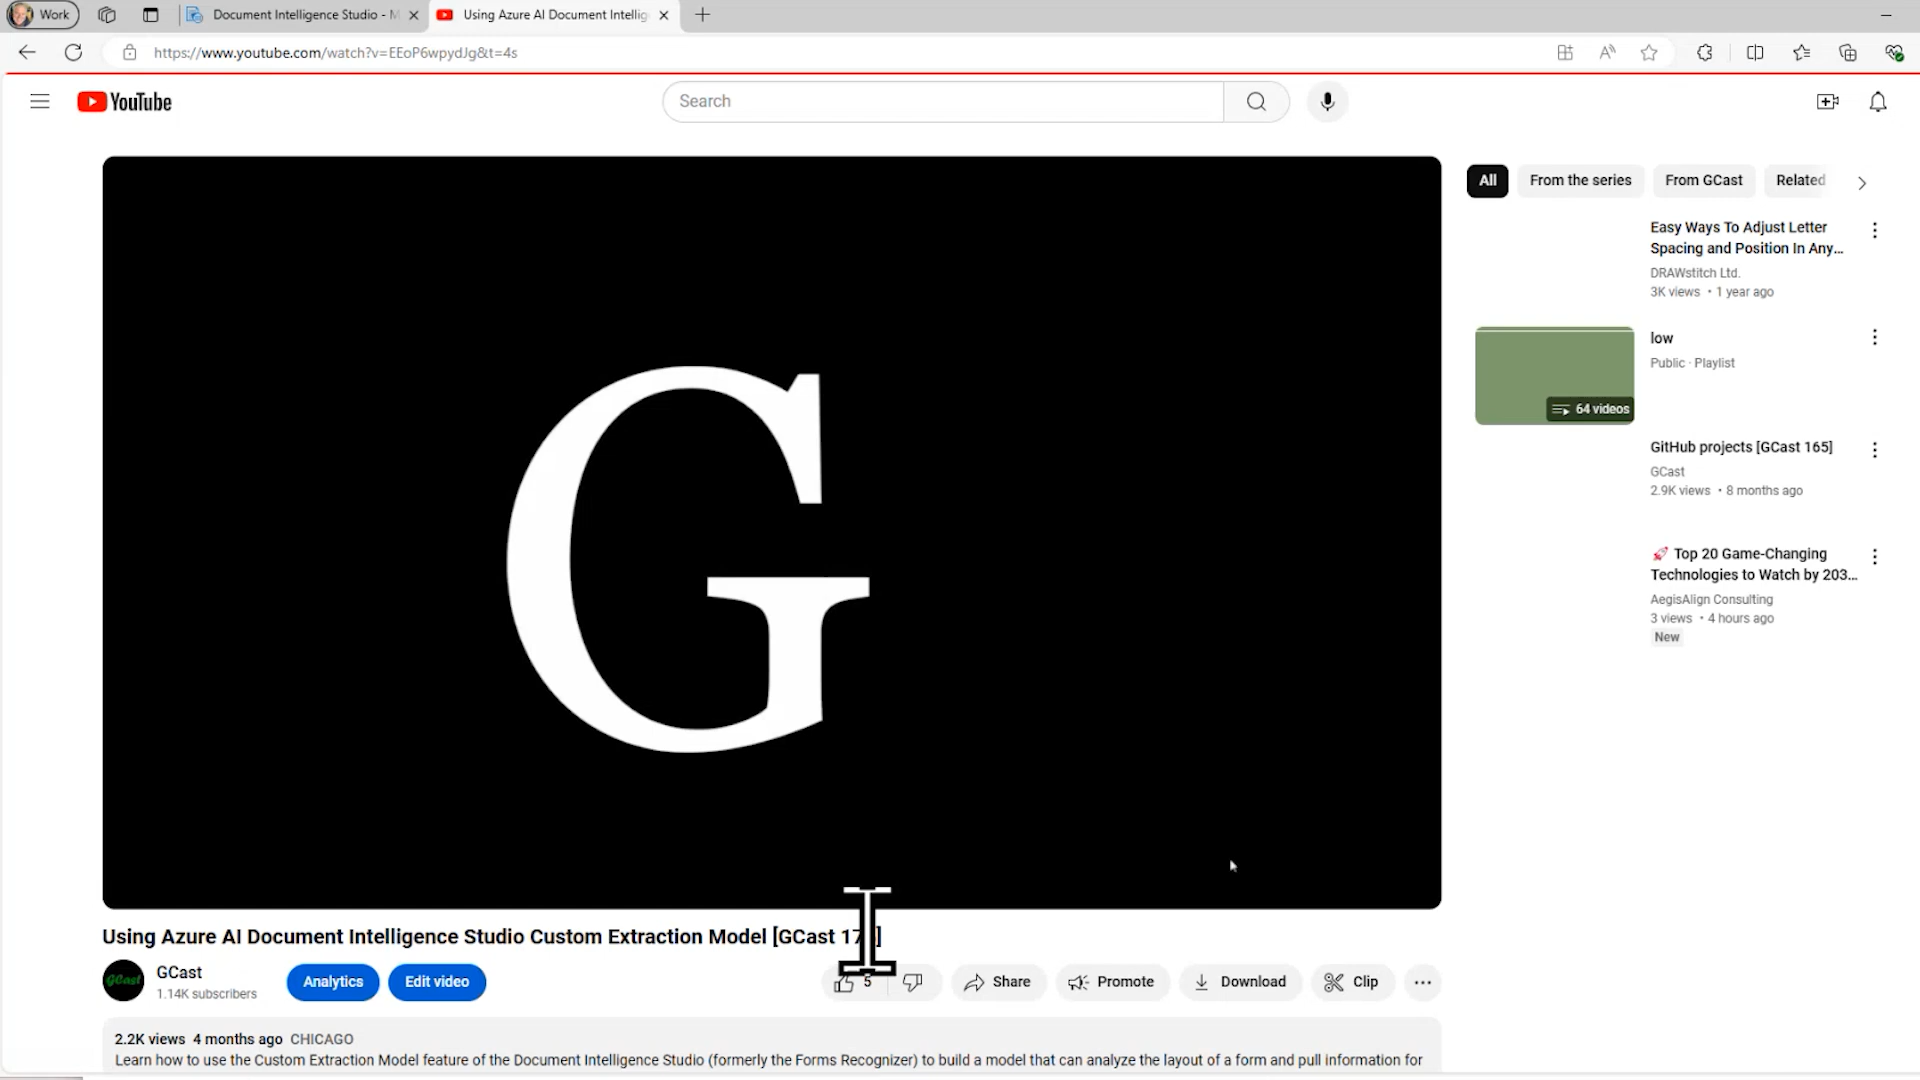 Work
Document Intelligence Studio - M
Using Azure AI Document Intellig
https://www.youtube.com/watch?v=EEoP6wpydJg&t=4s
YouTube
Search
G
All
From the series
From GCast
Related
Easy Ways To Adjust Letter
Spacing and Position In Any...
DRAWstitch Ltd.
3K views • 1 year ago
low
Public · Playlist
64 videos
GitHub projects [GCast 165]
GCast
2.9K views • 8 months ago
🚀 Top 20 Game-Changing
Technologies to Watch by 203...
AegisAlign Consulting
3 views • 4 hours ago
New
Using Azure AI Document Intelligence Studio Custom Extraction Model [GCast
GCast
GCast
1.14K subscribers
Analytics
Edit video
5
Share
Promote
Download
Clip
2.2K views 4 months ago CHICAGO
Learn how to use the Custom Extraction Model feature of the Document Intelligence Studio (formerly the Forms Recognizer) to build a model that can analyze the layout of a form and pull information for